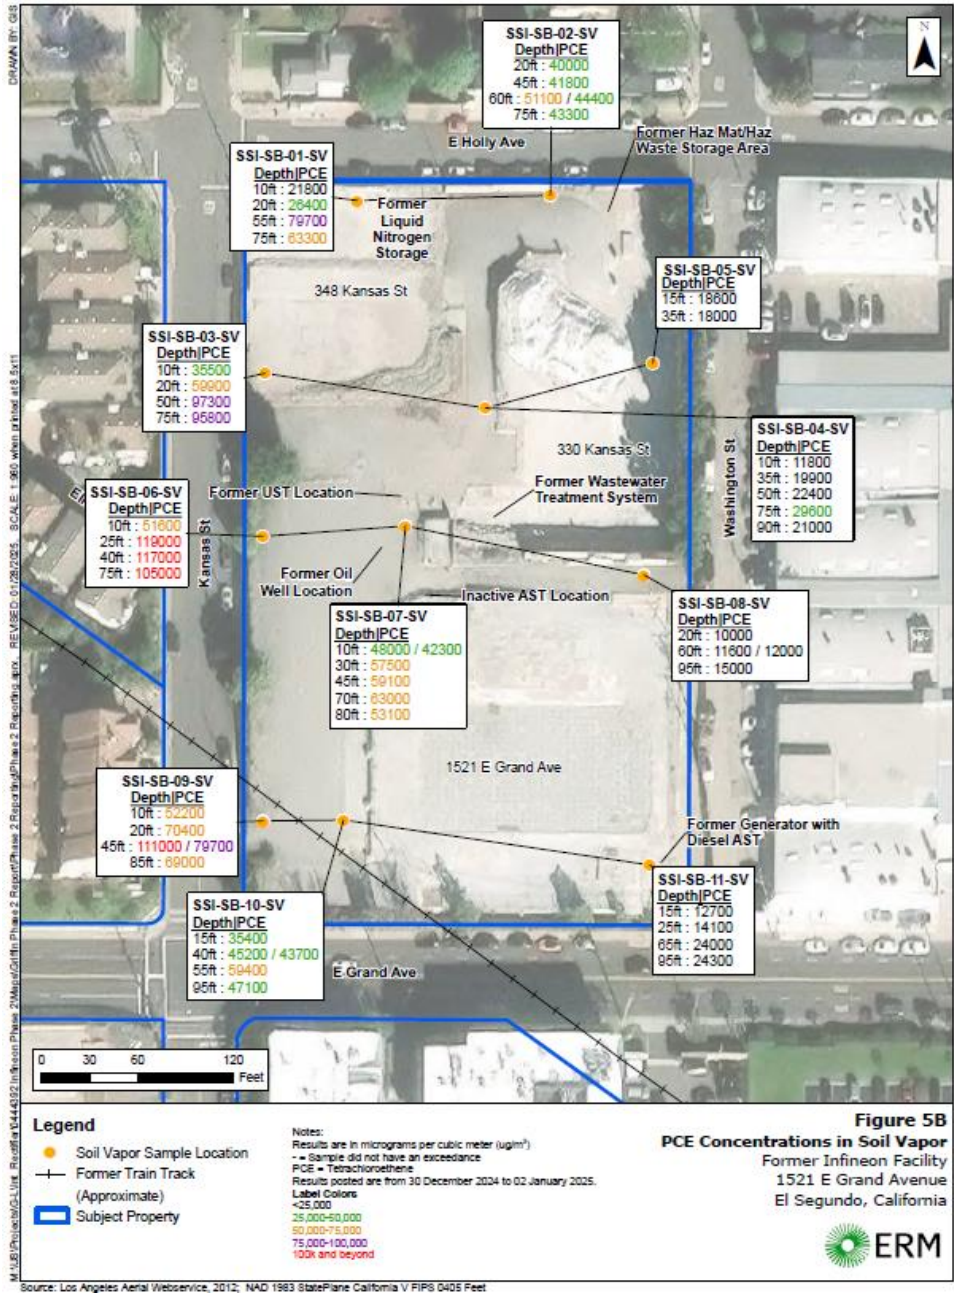 DRAWN BY: GIS
N
SSI-SB-02-SV
Depth|PCE
20ft : 40000
45ft : 41800
60ft : 51100 / 44400
75ft : 43300
E Holly Ave
Former Haz Mat/Haz
Waste Storage Area
SSI-SB-01-SV
Depth|PCE
10ft : 21800
20ft : 26400
55ft : 79700
75ft : 63300
Former
Liquid
Nitrogen
Storage
348 Kansas St
SSI-SB-05-SV
Depth|PCE
15ft : 18600
35ft : 18000
SSI-SB-03-SV
Depth|PCE
10ft : 35500
20ft : 59900
50ft : 97300
75ft : 95800
SSI-SB-04-SV
Depth|PCE
10ft : 11800
35ft : 19900
50ft : 22400
75ft : 29600
90ft : 21000
330 Kansas St
Former Wastewater
Treatment System
Former UST Location
SSI-SB-06-SV
Depth|PCE
10ft : 51600
25ft : 119000
40ft : 117000
75ft : 105000
Kansas St
Washington St
Former Oil
Well Location
Inactive AST Location
SSI-SB-07-SV
Depth|PCE
10ft : 48000 / 42300
30ft : 57500
45ft : 59100
70ft : 63000
80ft : 53100
SSI-SB-08-SV
Depth|PCE
20ft : 10000
60ft : 11600 / 12000
95ft : 15000
1521 E Grand Ave
SSI-SB-09-SV
Depth|PCE
10ft : 52200
20ft : 70400
45ft : 111000 / 79700
85ft : 69000
Former Generator with
Diesel AST
SSI-SB-10-SV
Depth|PCE
15ft : 35400
40ft : 45200 / 43700
55ft : 59400
95ft : 47100
SSI-SB-11-SV
Depth|PCE
15ft : 12700
25ft : 14100
65ft : 24000
95ft : 24300
E Grand Ave
0 30 60 120
Feet
REVISED: 01/28/2025. SCALE: 1:960 when printed at 8.5x11
Legend
Soil Vapor Sample Location
Former Train Track
(Approximate)
Subject Property
Notes:
Results are in micrograms per cubic meter (ug/m³)
- = Sample did not have an exceedance
PCE = Tetrachloroethene
Results posted are from 30 December 2024 to 02 January 2025.
Label Colors
<25,000
25,000-50,000
50,000-75,000
75,000-100,000
100k and beyond
Figure 5B
PCE Concentrations in Soil Vapor
Former Infineon Facility
1521 E Grand Avenue
El Segundo, California
ERM
Source: Los Angeles Aerial Webservice, 2012; NAD 1983 StatePlane California V FIPS 0405 Feet